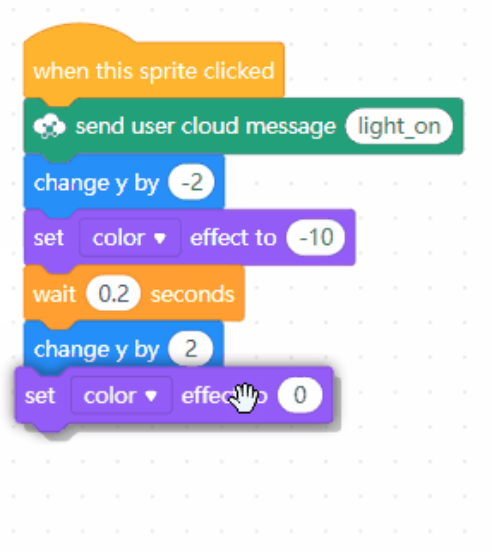 when this sprite clicked
send user cloud message light_on
change y by -2
set color effect to -10
wait 0.2 seconds
change y by 2
set color effect to 0